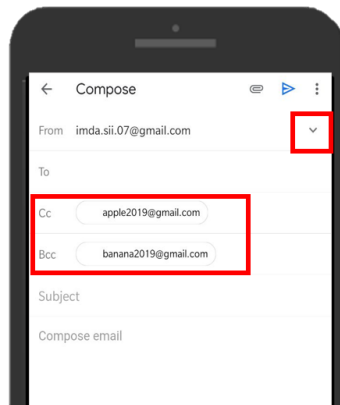 Compose
From imda.sii.07@gmail.com
To
Cc apple2019@gmail.com
Bcc banana2019@gmail.com
Subject
Compose email